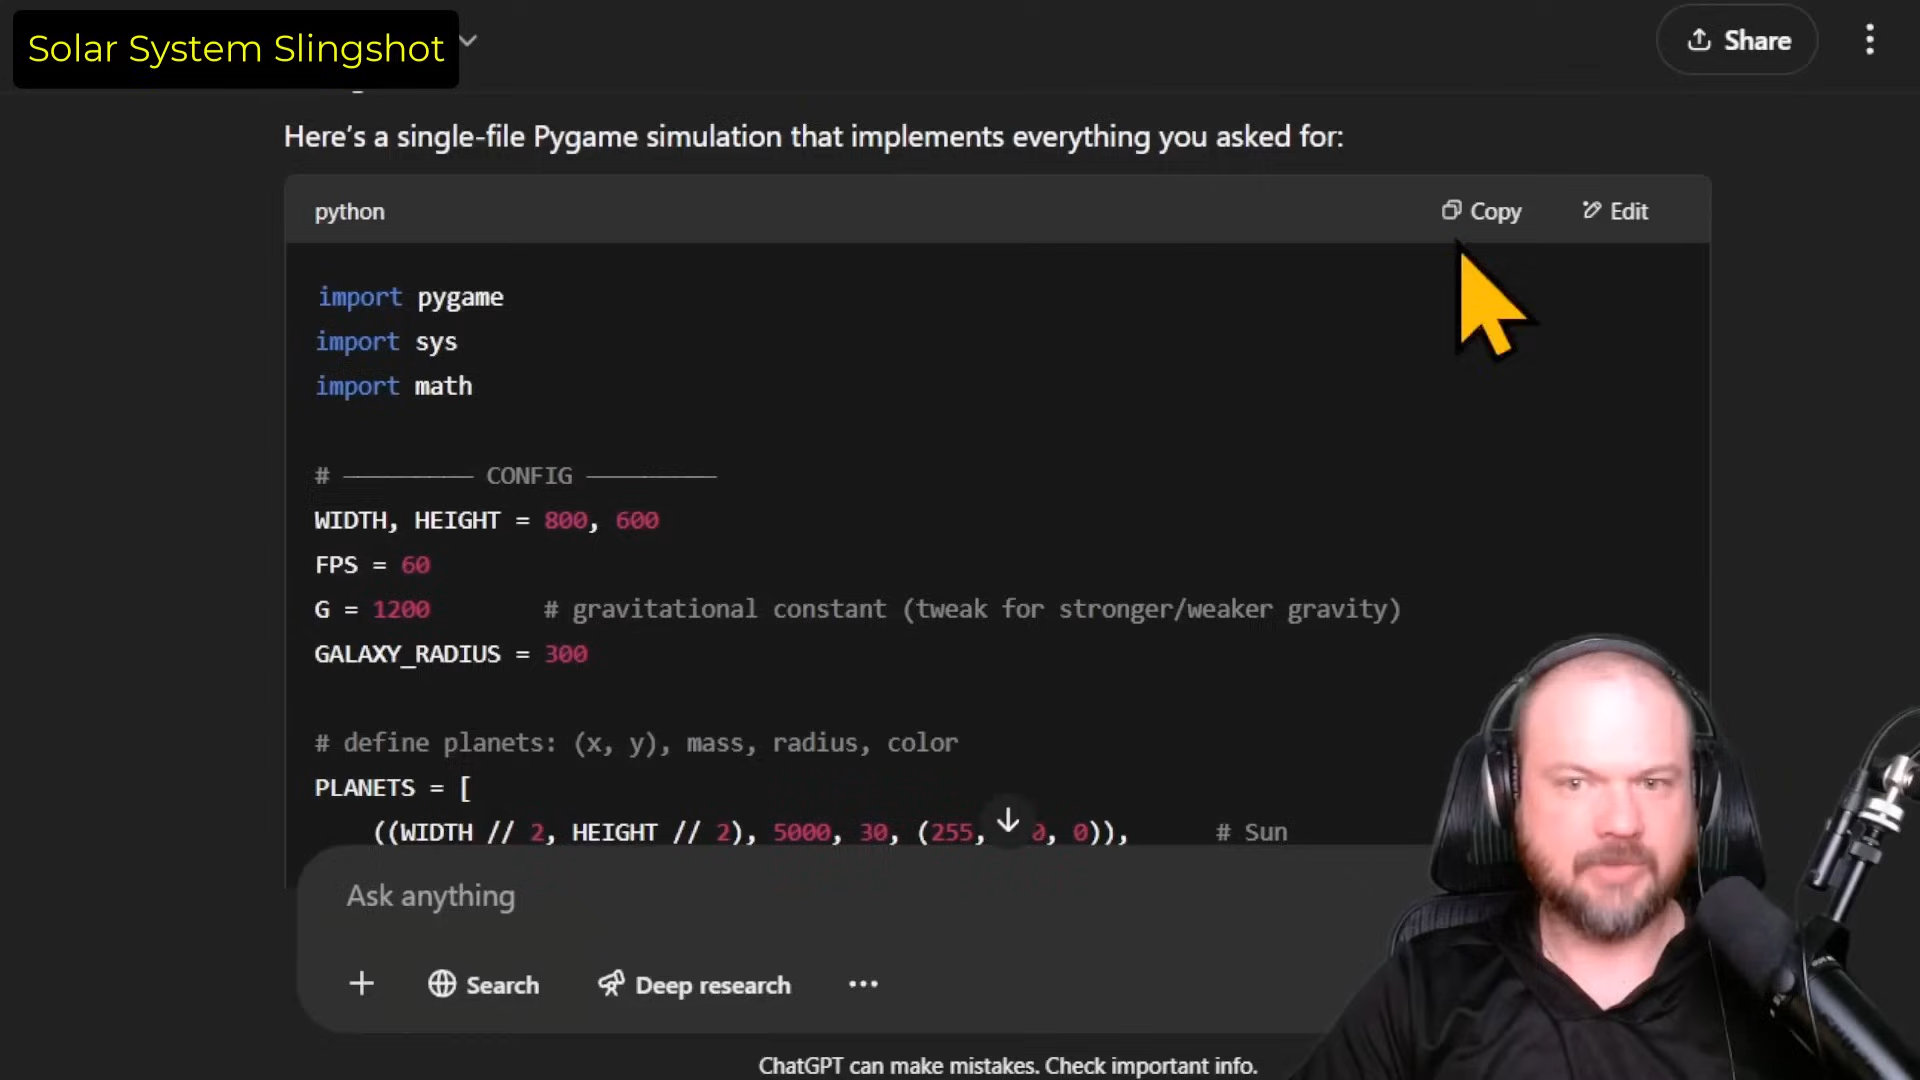 Solar System Slingshot
Share
Here's a single-file Pygame simulation that implements everything you asked for:
python
Copy
Edit
import pygame
import sys
import math
# ——————— CONFIG ———————
WIDTH, HEIGHT = 800, 600
FPS = 60
G = 1200 # gravitational constant (tweak for stronger/weaker gravity)
GALAXY_RADIUS = 300
# define planets: (x, y), mass, radius, color
PLANETS = [
((WIDTH // 2, HEIGHT // 2), 5000, 30, (255, 0, 0)), # Sun
Ask anything
Search
Deep research
ChatGPT can make mistakes. Check important info.